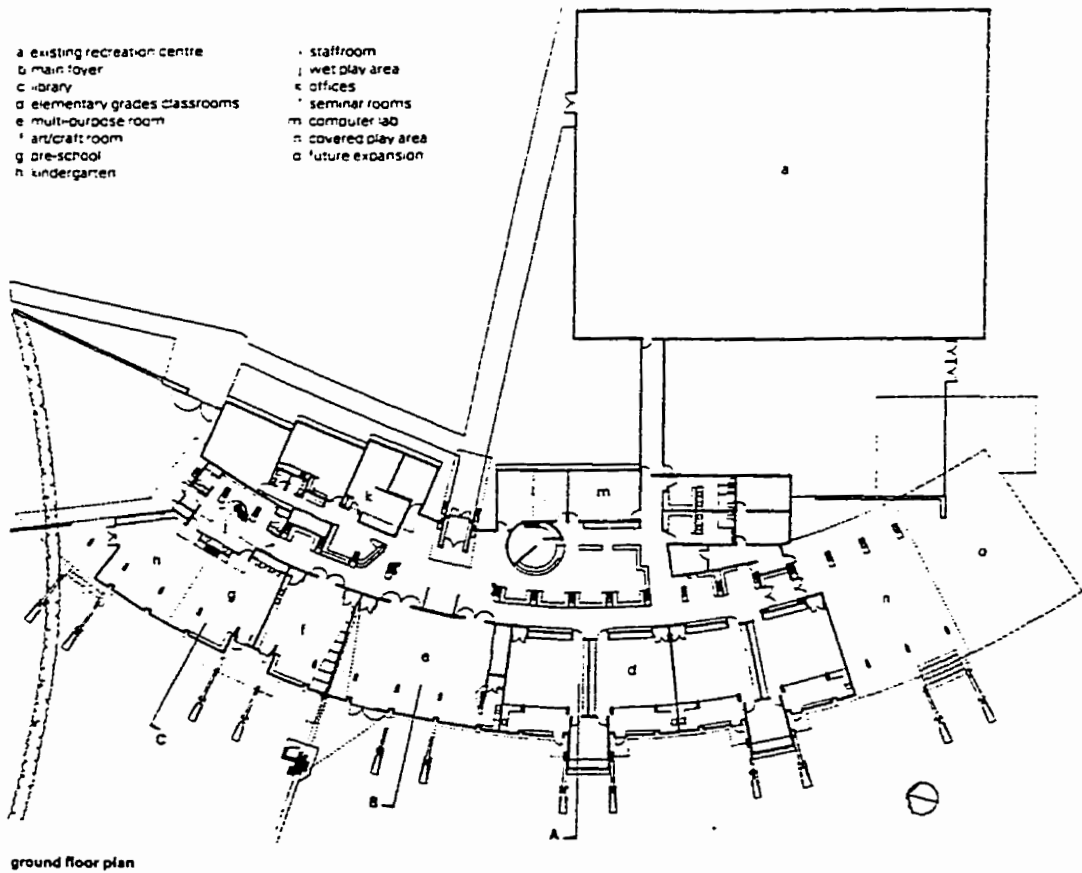 a existing recreation centre
b main foyer
c library
d elementary grades classrooms
e multi-purpose room
f art/craft room
g pre-school
h kindergarten
i staffroom
j wet play area
k offices
l seminar rooms
m computer lab
n covered play area
o future expansion
a
k
l
m
h
g
f
e
d
n
o
C
B
A
ground floor plan